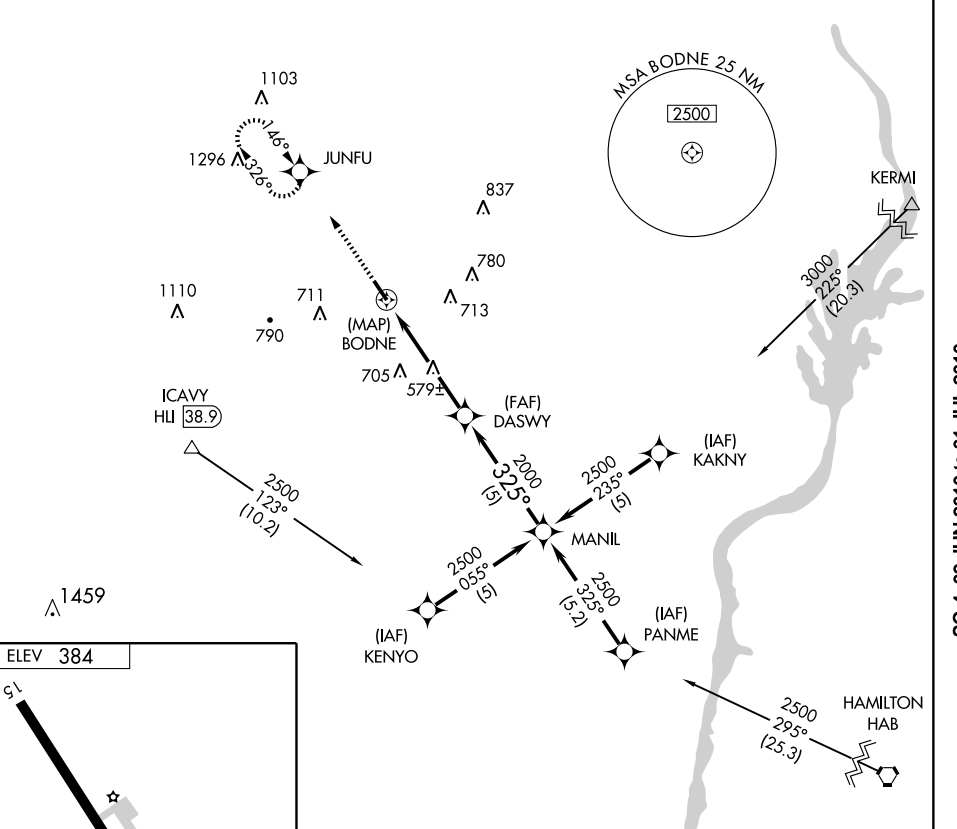 MSA BODNE 25 NM
2500
1103
146°
1296
326°
JUNFU
837
KERMI
780
713
3000
225°
(20.3)
1110
711
790
(MAP)
BODNE
705
579±
ICAVY
HLI 38.9
(FAF)
DASWY
2500
123°
(10.2)
2000
325°
(5)
(IAF)
KAKNY
2500
235°
(5)
MANIL
2500
055°
(5)
2500
325°
(5.2)
(IAF)
KENYO
(IAF)
PANME
1459
ELEV 384
15
2500
295°
(25.3)
HAMILTON
HAB